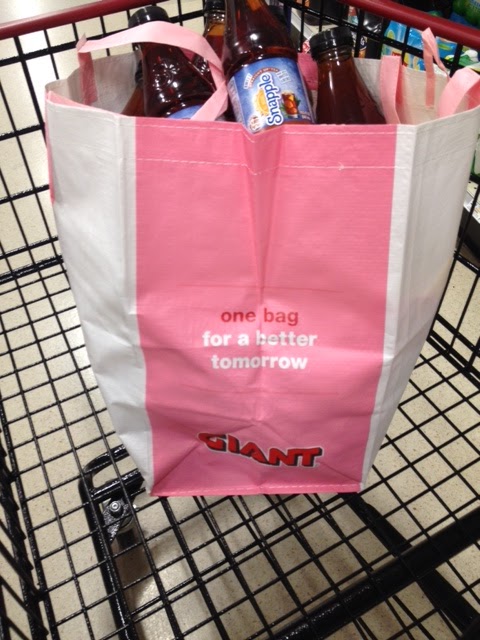 Snapple
one bag
for a better
tomorrow
GIANT